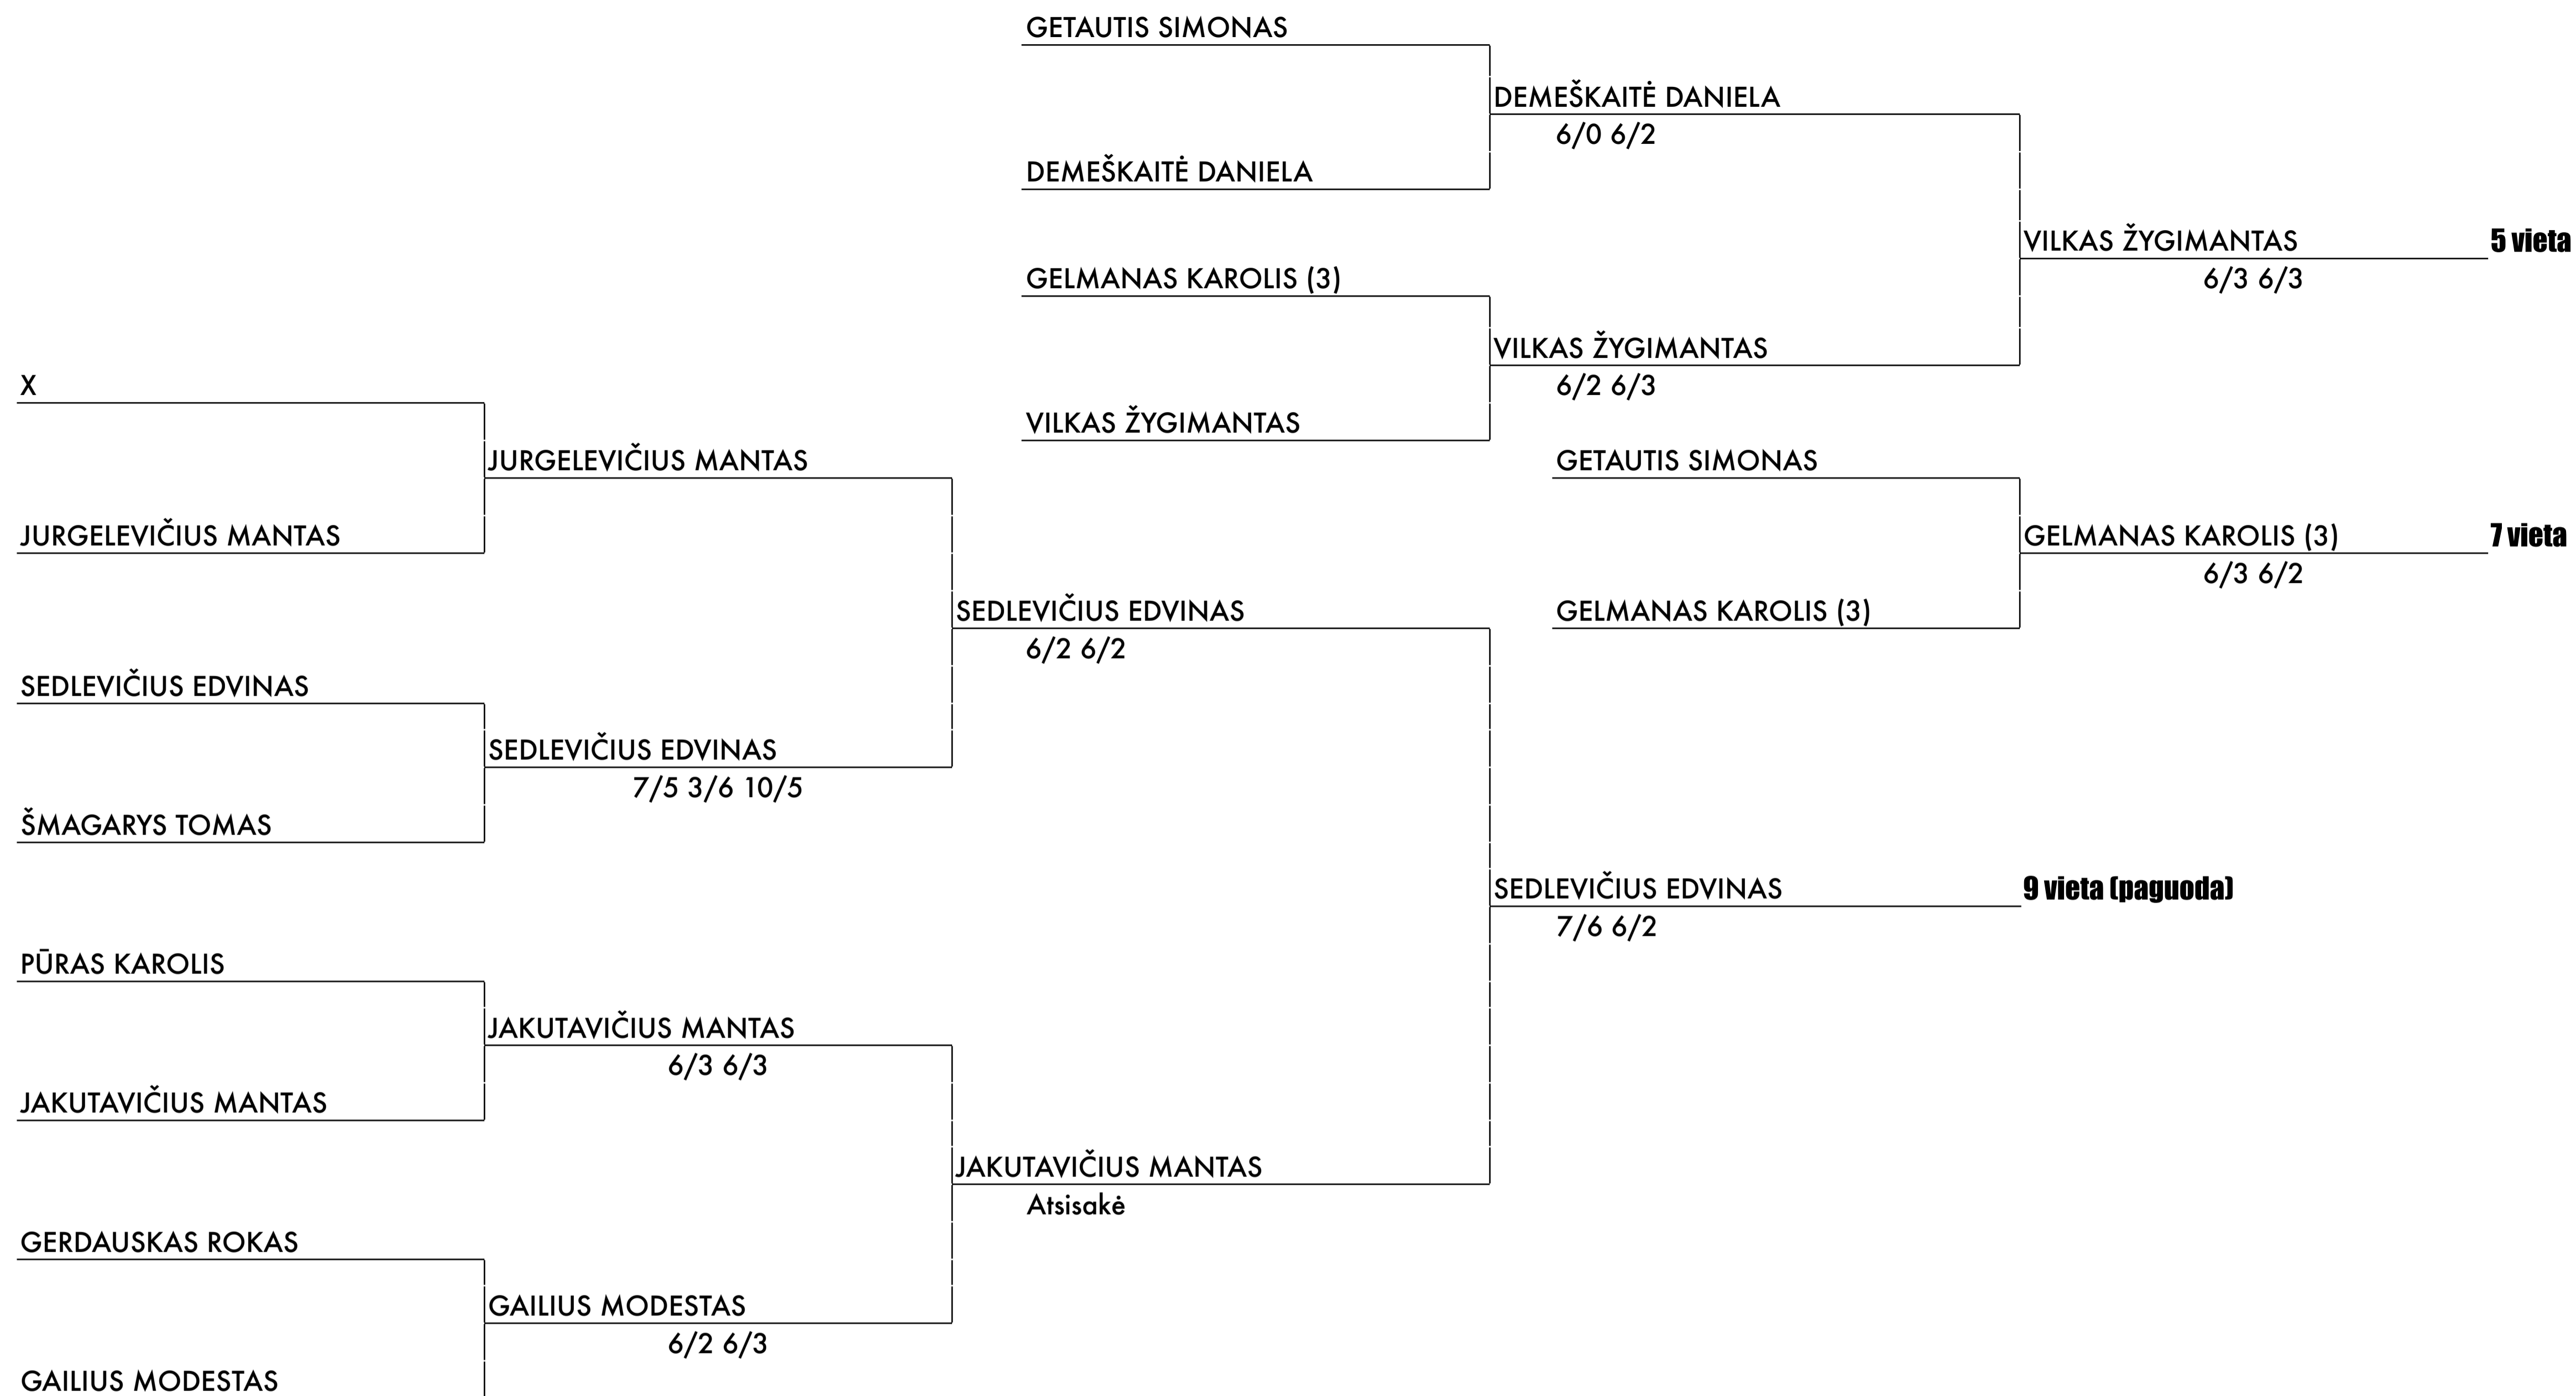 GETAUTIS SIMONAS
DEMEŠKAITĖ DANIELA
6/0 6/2
DEMEŠKAITĖ DANIELA
VILKAS ŽYGIMANTAS 5 vieta
6/3 6/3
GELMANAS KAROLIS (3)
VILKAS ŽYGIMANTAS
6/2 6/3
X
VILKAS ŽYGIMANTAS
JURGELEVIČIUS MANTAS
GETAUTIS SIMONAS
JURGELEVIČIUS MANTAS
GELMANAS KAROLIS (3) 7 vieta
6/3 6/2
SEDLEVIČIUS EDVINAS
6/2 6/2
GELMANAS KAROLIS (3)
SEDLEVIČIUS EDVINAS
SEDLEVIČIUS EDVINAS
7/5 3/6 10/5
ŠMAGARYS TOMAS
SEDLEVIČIUS EDVINAS 9 vieta (paguoda)
7/6 6/2
PŪRAS KAROLIS
JAKUTAVIČIUS MANTAS
6/3 6/3
JAKUTAVIČIUS MANTAS
JAKUTAVIČIUS MANTAS
Atsisakė
GERDAUSKAS ROKAS
GAILIUS MODESTAS
6/2 6/3
GAILIUS MODESTAS